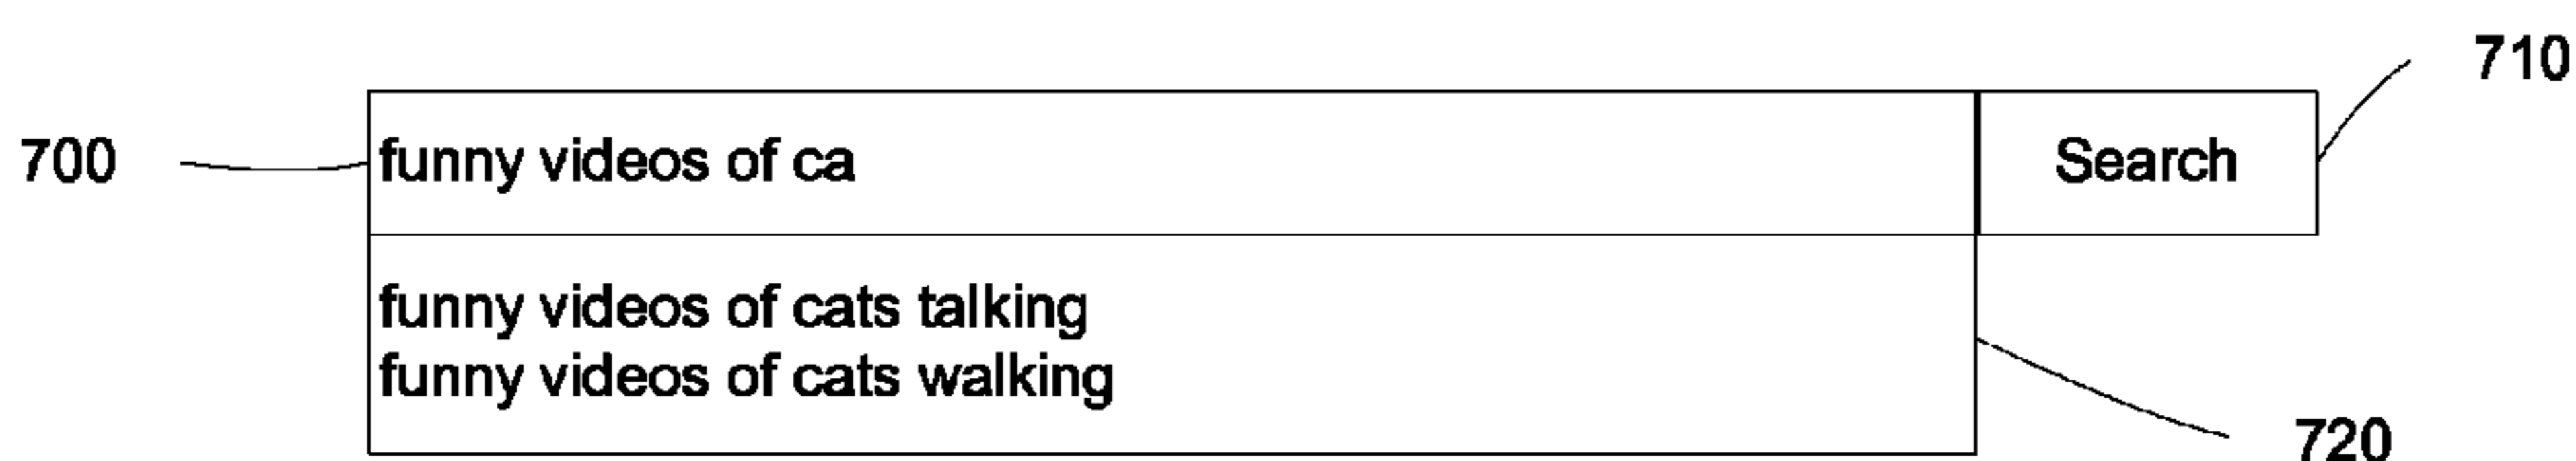 710
700 funny videos of ca Search
funny videos of cats talking
funny videos of cats walking
720